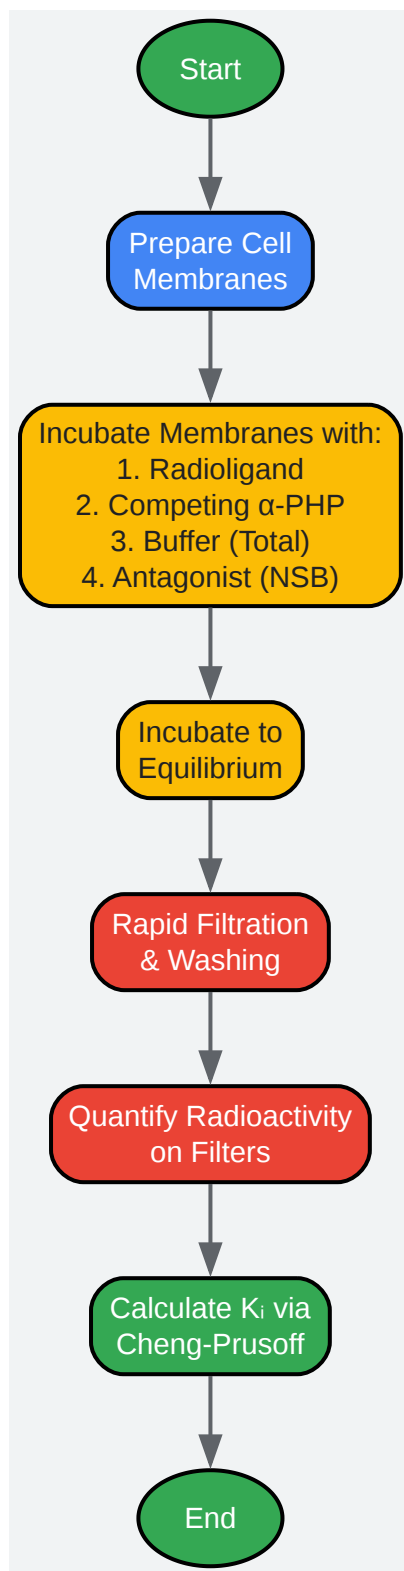 Start
Prepare Cell
Membranes
Incubate Membranes with:
1. Radioligand
2. Competing α-PHP
3. Buffer (Total)
4. Antagonist (NSB)
Incubate to
Equilibrium
Rapid Filtration
& Washing
Quantify Radioactivity
on Filters
Calculate Kᵢ via
Cheng-Prusoff
End